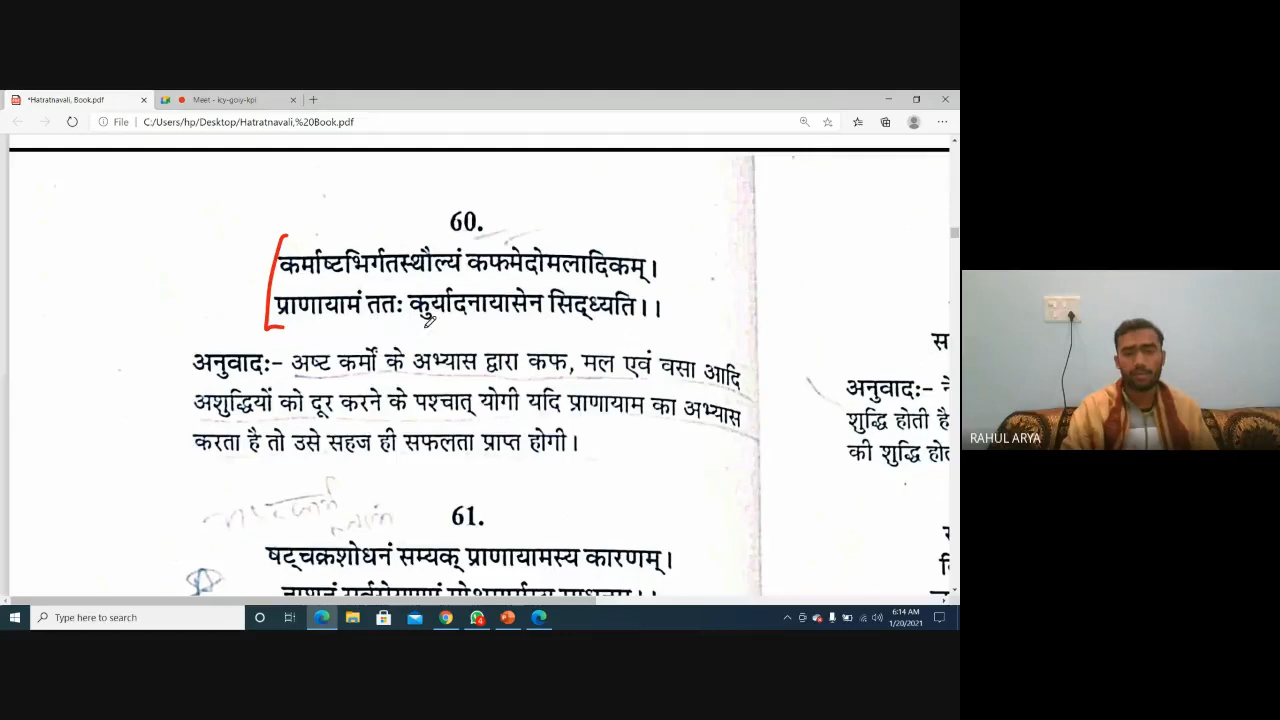 *Hatratnavali, Book.pdf
Meet - icy-goiy-kpi
File
C:/Users/hp/Desktop/Hatratnavali,%20Book.pdf
60.
कर्माष्टभिर्गतस्थौल्यं कफमेदोमलादिकम्।
प्राणायामं ततः कुर्यादनायासेन सिद्ध्यति।।
अनुवादः- अष्ट कर्मों के अभ्यास द्वारा कफ, मल एवं वसा आदि
अशुद्धियों को दूर करने के पश्चात् योगी यदि प्राणायाम का अभ्यास
करता है तो उसे सहज ही सफलता प्राप्त होगी।
61.
षट्चक्रशोधनं सम्यक् प्राणायामस्य कारणम्।
स
अनुवादः- ने
शुद्धि होती है
की शुद्धि होत
RAHUL ARYA
Type here to search
4
6:14 AM
1/20/2021